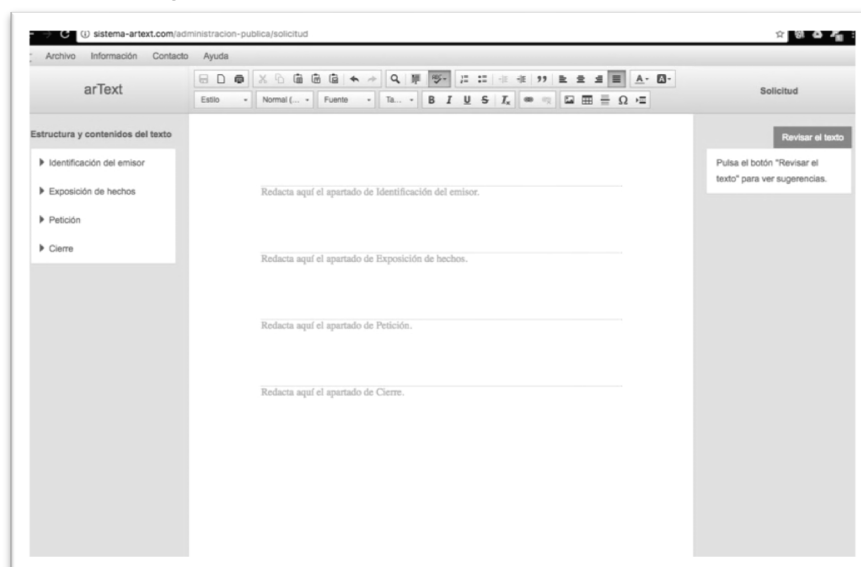 sistema-artext.com/administracion-publica/solicitud
Archivo Información Contacto Ayuda
arText
Estilo Normal (... Fuente Ta...
B I U S Ix
Solicitud
Estructura y contenidos del texto
Identificación del emisor
Exposición de hechos
Petición
Cierre
Redacta aquí el apartado de Identificación del emisor.
Redacta aquí el apartado de Exposición de hechos.
Redacta aquí el apartado de Petición.
Redacta aquí el apartado de Cierre.
Revisar el texto
Pulsa el botón "Revisar el
texto" para ver sugerencias.